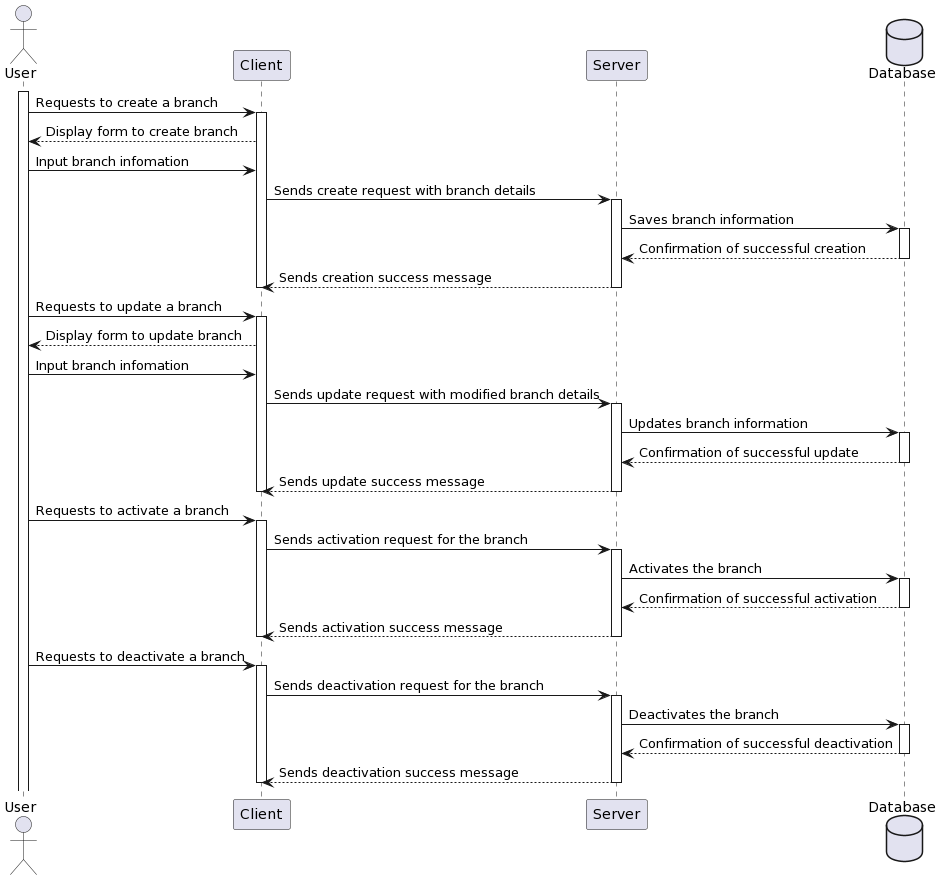 User
Client
Server
Database
Requests to create a branch
Display form to create branch
Input branch infomation
Sends create request with branch details
Saves branch information
Confirmation of successful creation
Sends creation success message
Requests to update a branch
Display form to update branch
Input branch infomation
Sends update request with modified branch details
Updates branch information
Confirmation of successful update
Sends update success message
Requests to activate a branch
Sends activation request for the branch
Activates the branch
Confirmation of successful activation
Sends activation success message
Requests to deactivate a branch
Sends deactivation request for the branch
Deactivates the branch
Confirmation of successful deactivation
Sends deactivation success message
User
Client
Server
Database